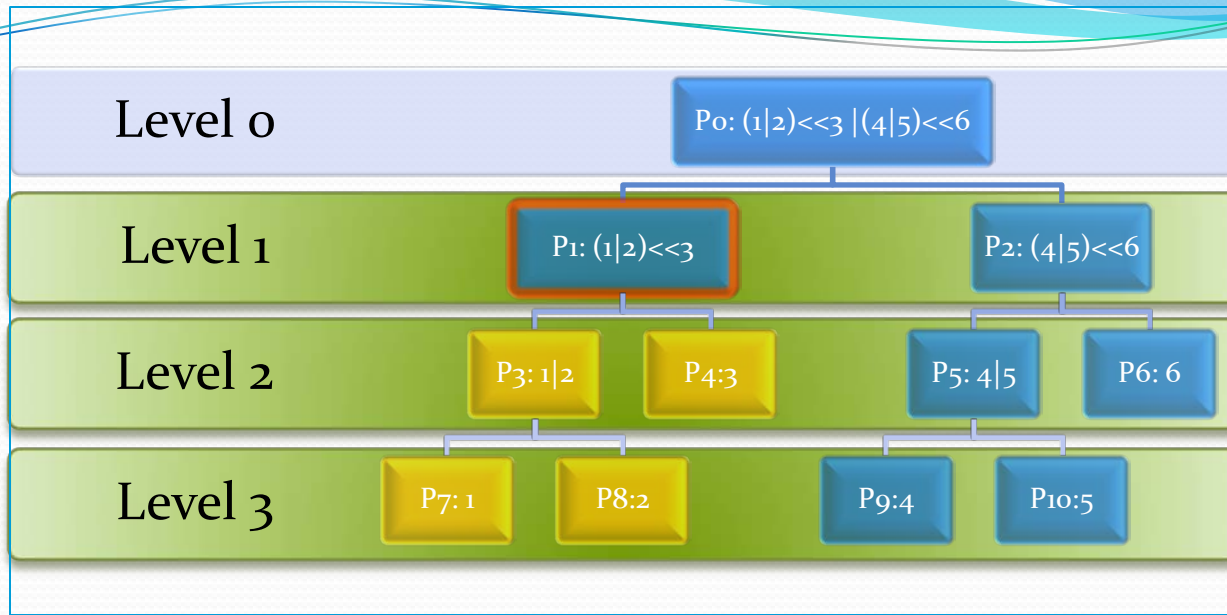 Level 0
P0: (1|2)<<3 |(4|5)<<6
Level 1
P1: (1|2)<<3
P2: (4|5)<<6
Level 2
P3: 1|2
P4:3
P5: 4|5
P6: 6
Level 3
P7: 1
P8:2
P9:4
P10:5